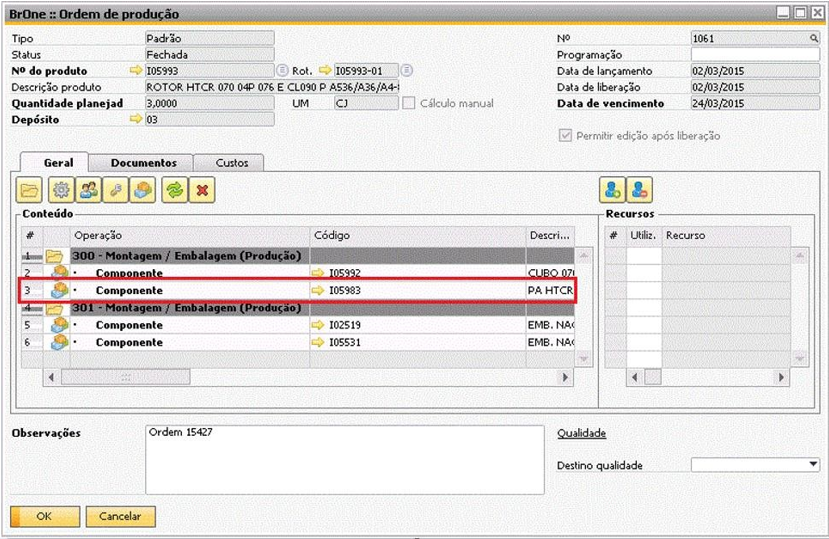 BrOne :: Ordem de produção
Tipo Padrão Nº 1061
Status Fechada Programação
Nº do produto I05993 Rot. I05993-01 Data de lançamento 02/03/2015
Descrição produto ROTOR HTCR 070 04P 076 E CL090 P A536/A36/A4- Data de liberação 02/03/2015
Quantidade planejad 3,0000 UM CJ Cálculo manual Data de vencimento 24/03/2015
Depósito 03
Permitir edição após liberação
Geral Documentos Custos
Conteúdo Recursos
# Operação Código Descri... # Utiliz. Recurso
1 300 - Montagem / Embalagem (Produção)
2 Componente I05992 CUBO 07
3 Componente I05983 PA HTCR
4 301 - Montagem / Embalagem (Produção)
5 Componente I02519 EMB. NA
6 Componente I05531 EMB. NA
Observações Ordem 15427 Qualidade
Destino qualidade
OK Cancelar